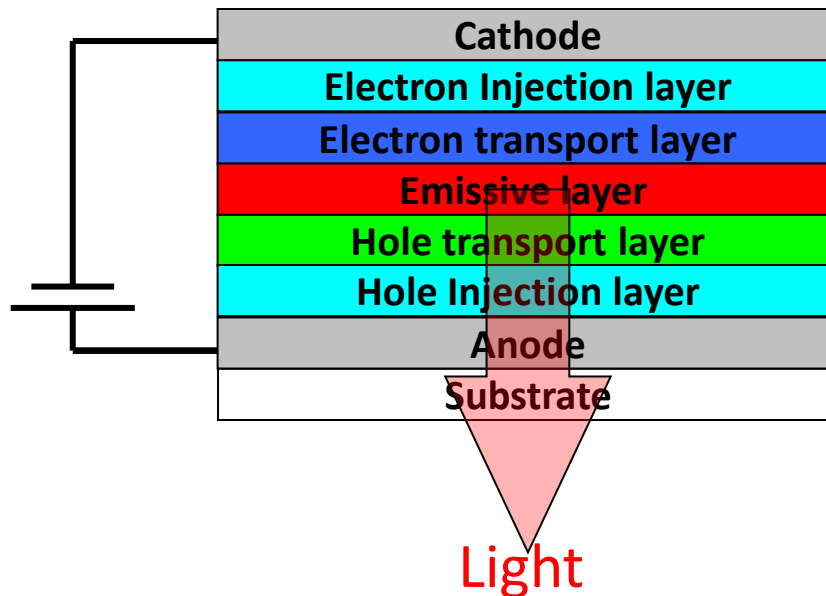 Cathode
Electron Injection layer
Electron transport layer
Emissive layer
Hole transport layer
Hole Injection layer
Anode
Substrate
Light